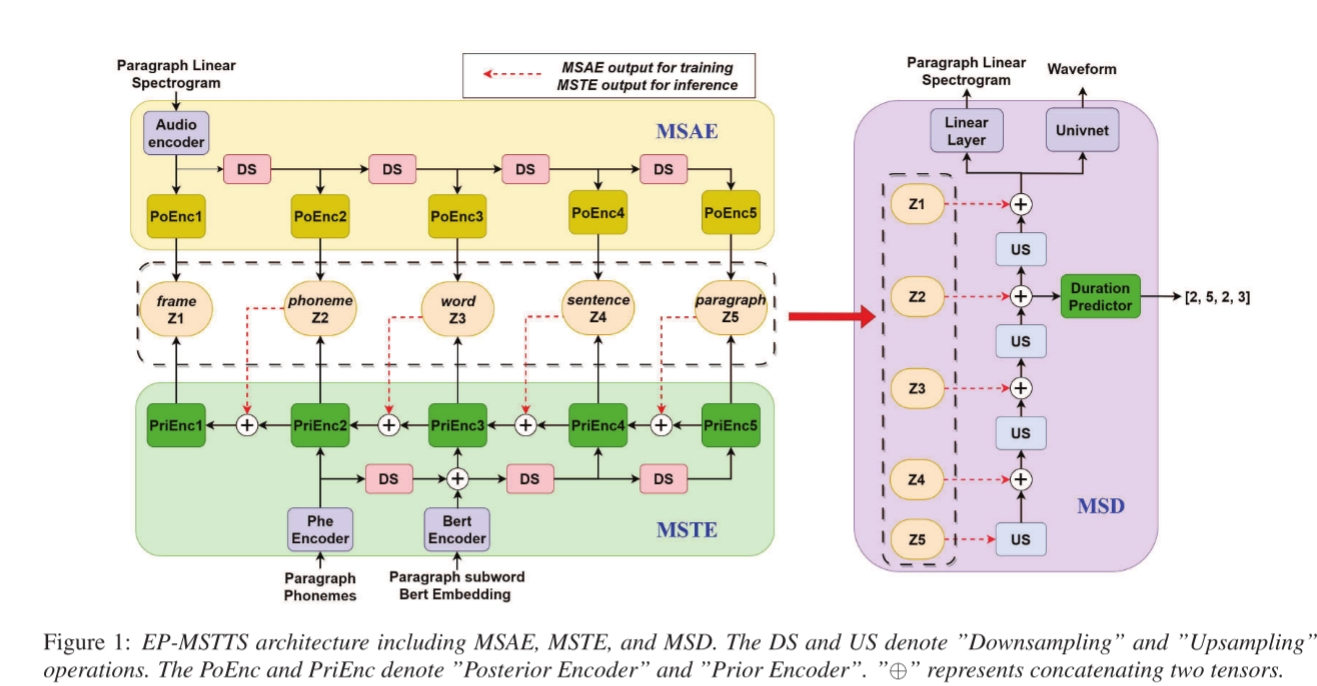 Paragraph Linear
Spectrogram
MSAE output for training
MSTE output for inference
Audio
encoder
MSAE
DS
DS
DS
DS
PoEnc1
PoEnc2
PoEnc3
PoEnc4
PoEnc5
frame
Z1
phoneme
Z2
word
Z3
sentence
Z4
paragraph
Z5
PriEnc1
+
PriEnc2
+
PriEnc3
+
PriEnc4
+
PriEnc5
DS
+
DS
DS
Phe
Encoder
Bert
Encoder
MSTE
Paragraph
Phonemes
Paragraph subword
Bert Embedding
Paragraph Linear
Spectrogram
Waveform
Linear
Layer
Univnet
Z1
+
US
Z2
+
Duration
Predictor
[2, 5, 2, 3]
US
Z3
+
US
Z4
+
MSD
Z5
US
Figure 1: EP-MSTTS architecture including MSAE, MSTE, and MSD. The DS and US denote ”Downsampling” and ”Upsampling”
operations. The PoEnc and PriEnc denote ”Posterior Encoder” and ”Prior Encoder”. ”⊕” represents concatenating two tensors.